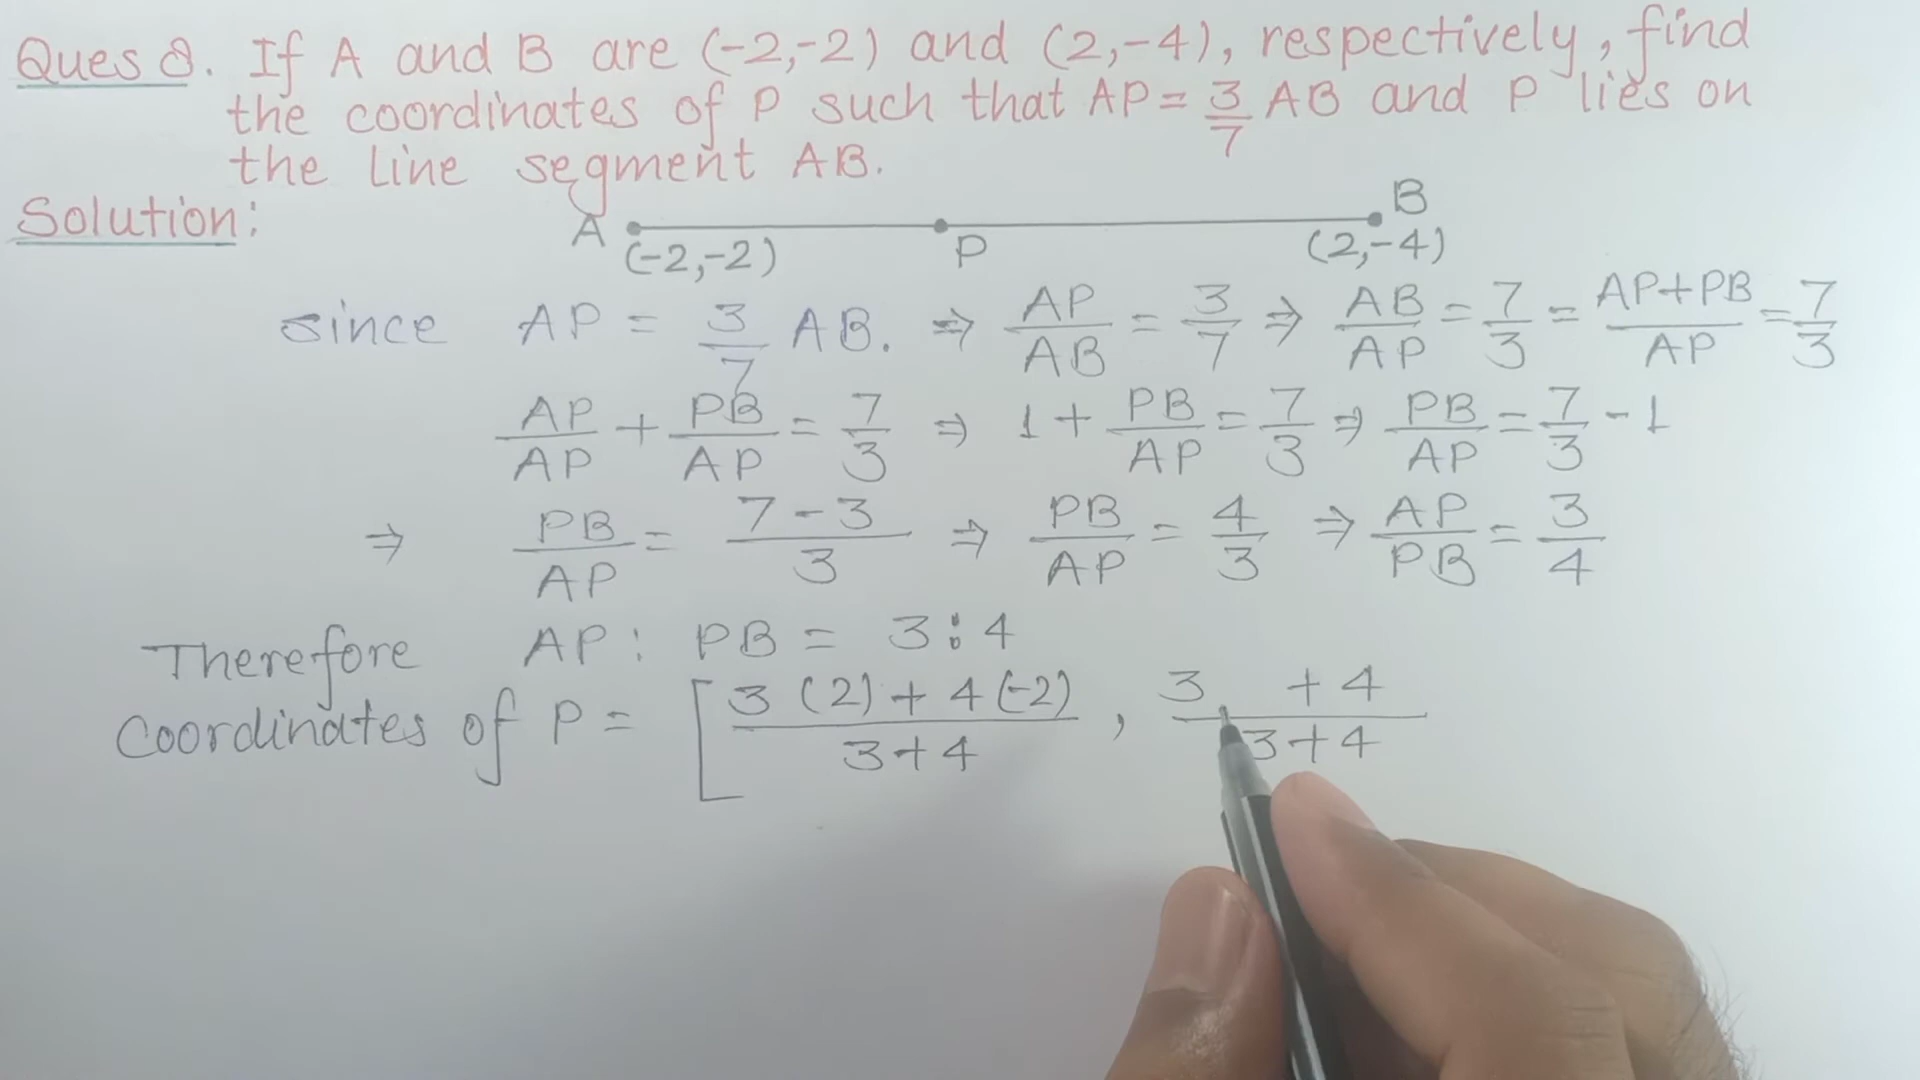 Ques 8. If A and B are (-2,-2) and (2,-4), respectively, find
the coordinates of P such that AP = 3/7 AB and P lies on
the line segment AB.
Solution:
A B
(-2,-2) P (2,-4)
since AP = 3/7 AB. ⇒ AP/AB = 3/7 ⇒ AB/AP = 7/3 = AP+PB/AP = 7/3
AP/AP + PB/AP = 7/3 ⇒ 1 + PB/AP = 7/3 ⇒ PB/AP = 7/3 - 1
⇒ PB/AP = 7-3/3 ⇒ PB/AP = 4/3 ⇒ AP/PB = 3/4
Therefore AP : PB = 3:4
Coordinates of P = [ 3(2)+4(-2)/3+4 , 3 +4/3+4